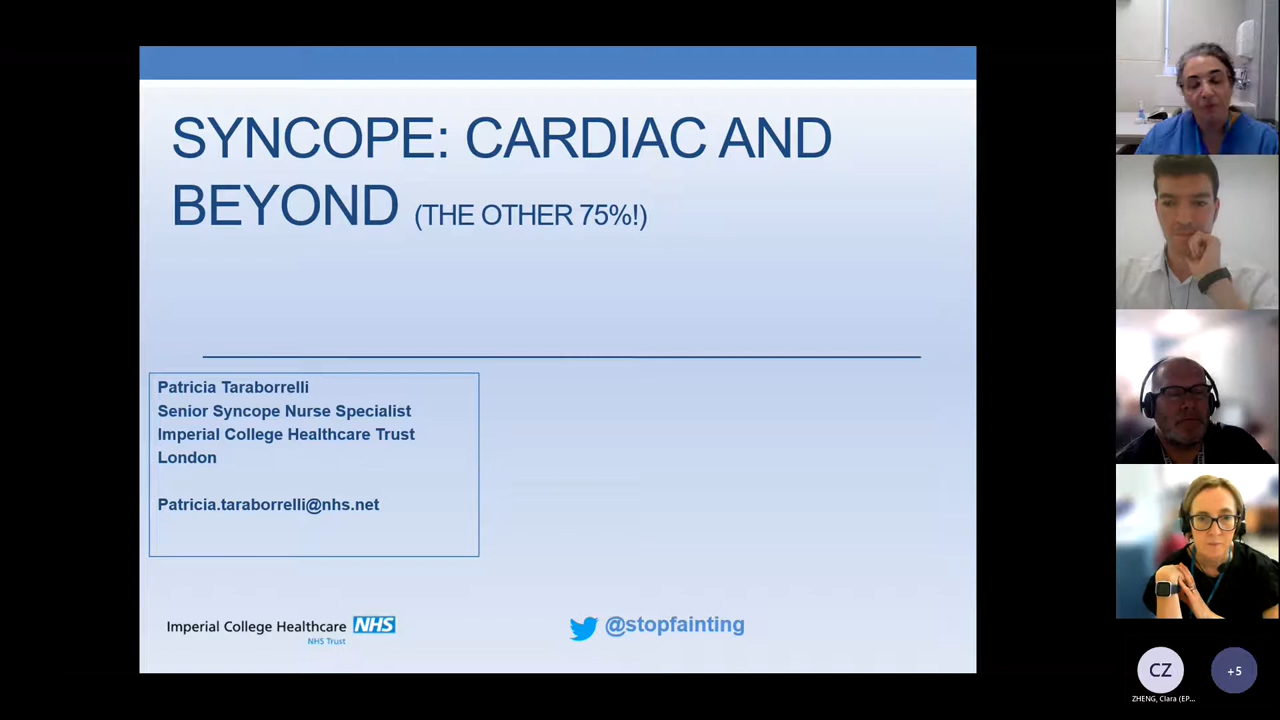 SYNCOPE: CARDIAC AND
BEYOND (THE OTHER 75%!)
Patricia Taraborrelli
Senior Syncope Nurse Specialist
Imperial College Healthcare Trust
London
Patricia.taraborrelli@nhs.net
Imperial College Healthcare NHS
NHS Trust
@stopfainting
CZ
+5
ZHENG, Clara (EP...